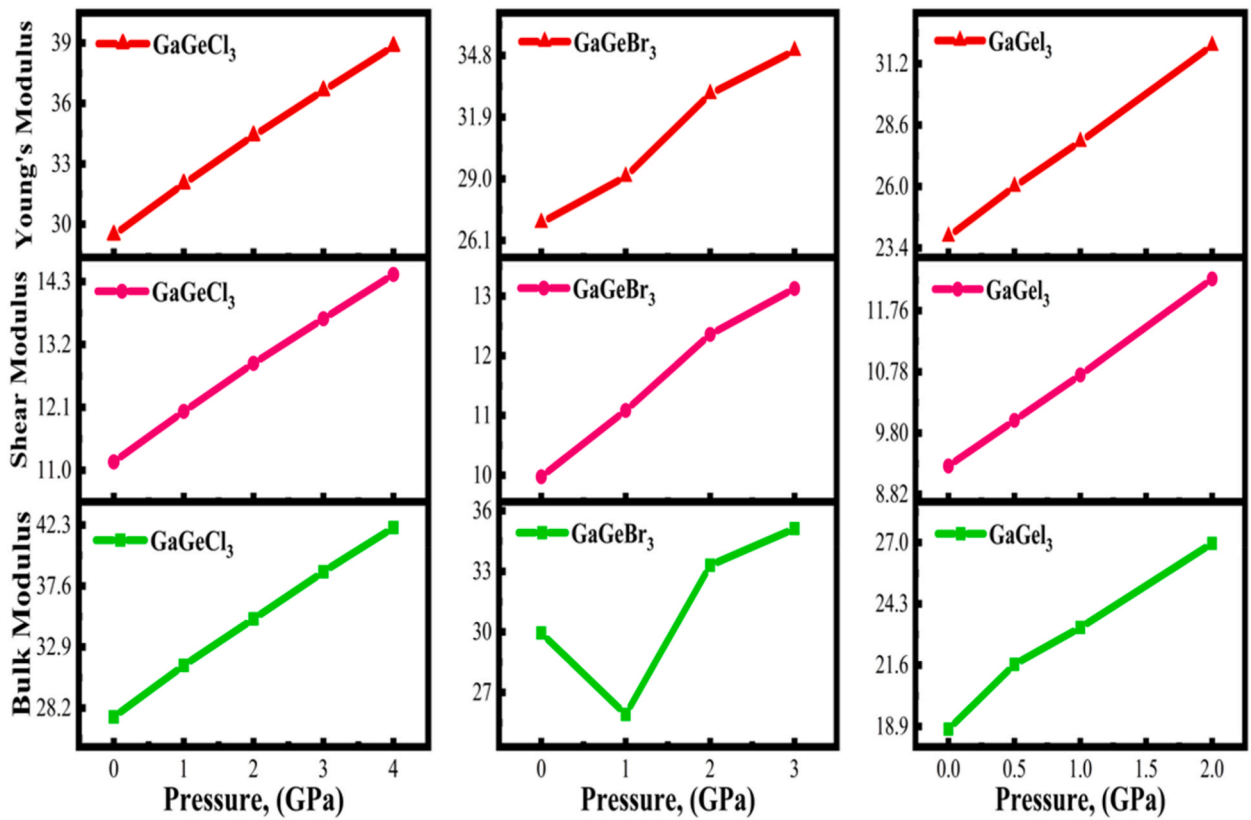 Young's Modulus
39
36
33
30
GaGeCl3
34.8
31.9
29.0
26.1
GaGeBr3
31.2
28.6
26.0
23.4
GaGeI3
Shear Modulus
14.3
13.2
12.1
11.0
GaGeCl3
13
12
11
10
GaGeBr3
11.76
10.78
9.80
8.82
GaGeI3
Bulk Modulus
42.3
37.6
32.9
28.2
GaGeCl3
36
33
30
27
GaGeBr3
27.0
24.3
21.6
18.9
GaGeI3
0 1 2 3 4
Pressure, (GPa)
0 1 2 3
Pressure, (GPa)
0.0 0.5 1.0 1.5 2.0
Pressure, (GPa)